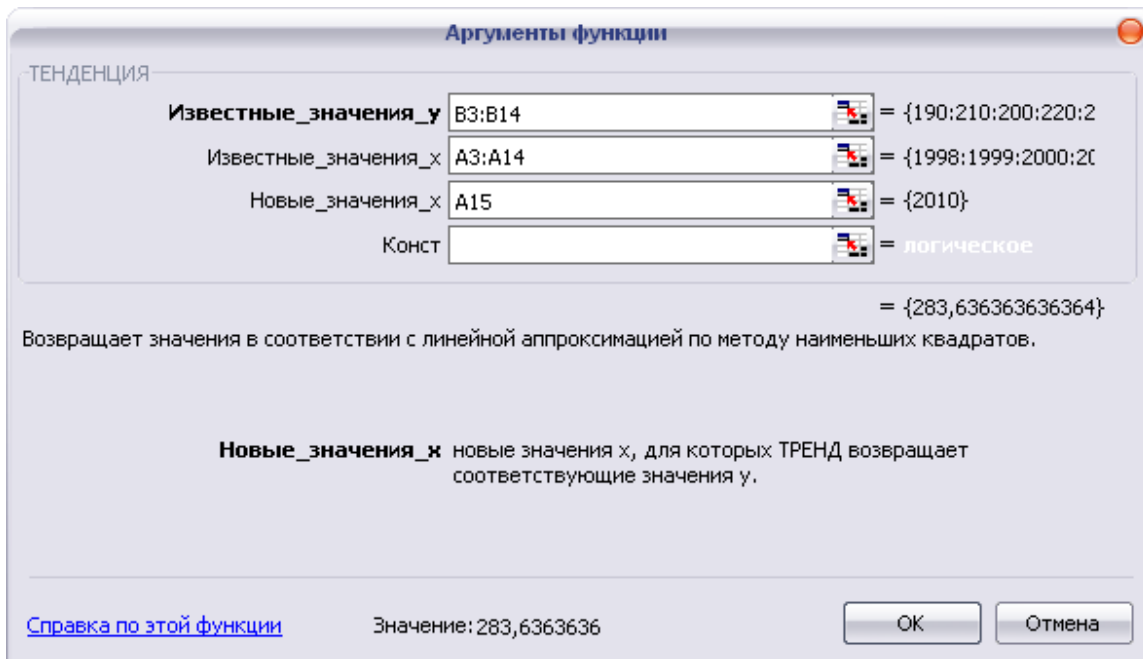 Аргументы функции
ТЕНДЕНЦИЯ
Известные_значения_y B3:B14 = {190:210:200:220:2
Известные_значения_x A3:A14 = {1998:1999:2000:20
Новые_значения_x A15 = {2010}
Конст = логическое
= {283,636363636364}
Возвращает значения в соответствии с линейной аппроксимацией по методу наименьших квадратов.
Новые_значения_x новые значения x, для которых ТРЕНД возвращает
соответствующие значения y.
Справка по этой функции Значение:283,6363636 OK Отмена